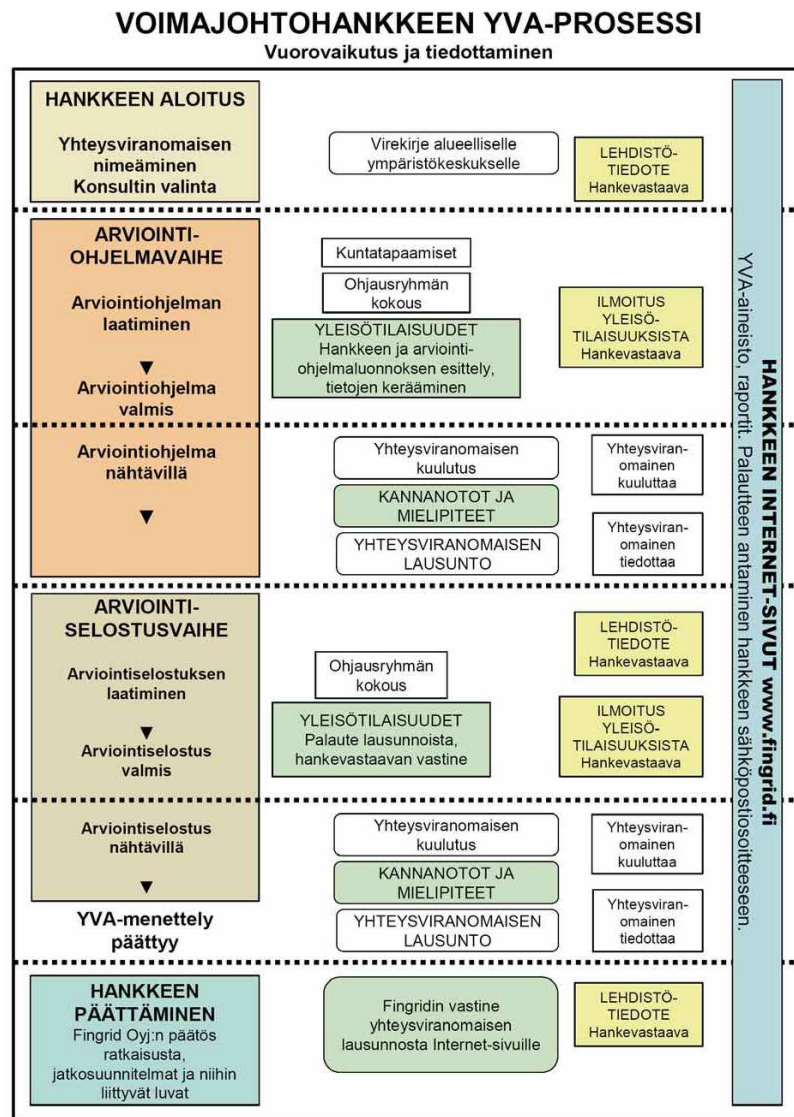 VOIMAJOHTOHANKKEEN YVA-PROSESSI
Vuorovaikutus ja tiedottaminen
HANKKEEN ALOITUS
Yhteysviranomaisen
nimeäminen
Konsultin valinta
Virekirje alueelliselle
ympäristökeskukselle
LEHDISTÖ-
TIEDOTE
Hankevastaava
ARVIOINTI-
OHJELMAVAIHE
Arviointiohjelman
laatiminen
▼
Arviointiohjelma
valmis
Kuntatapaamiset
Ohjausryhmän
kokous
YLEISÖTILAISUUDET
Hankkeen ja arviointi-
ohjelmaluonnoksen esittely,
tietojen kerääminen
ILMOITUS
YLEISÖ-
TILAISUUKSISTA
Hankevastaava
Arviointiohjelma
nähtävillä
▼
Yhteysviranomaisen
kuulutus
KANNANOTOT JA
MIELIPITEET
YHTEYSVIRANOMAISEN
LAUSUNTO
Yhteysviran-
omainen
kuuluttaa
Yhteysviran-
omainen
tiedottaa
ARVIOINTI-
SELOSTUSVAIHE
Arviointiselostuksen
laatiminen
▼
Arviointiselostus
valmis
Ohjausryhmän
kokous
YLEISÖTILAISUUDET
Palaute lausunnoista,
hankevastaavan vastine
LEHDISTÖ-
TIEDOTE
Hankevastaava
ILMOITUS
YLEISÖ-
TILAISUUKSISTA
Hankevastaava
Arviointiselostus
nähtävillä
▼
YVA-menettely
päättyy
Yhteysviranomaisen
kuulutus
KANNANOTOT JA
MIELIPITEET
YHTEYSVIRANOMAISEN
LAUSUNTO
Yhteysviran-
omainen
kuuluttaa
Yhteysviran-
omainen
tiedottaa
HANKKEEN
PÄÄTTÄMINEN
Fingrid Oyj:n päätös
ratkaisusta,
jatkosuunnitelmat ja niihin
liittyvät luvat
Fingridin vastine
yhteysviranomaisen
lausunnosta Internet-sivuille
LEHDISTÖ-
TIEDOTE
Hankevastaava
HANKKEEN INTERNET-SIVUT www.fingrid.fi
YVA-aineisto, raportit. Palautteen antaminen hankkeen sähköpostiosoitteeseen.